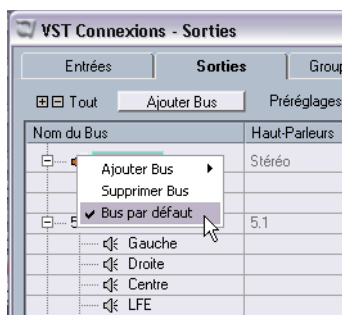 VST Connexions - Sorties
Entrées Sorties
Tout Ajouter Bus Préréglages
Nom du Bus Haut-Parleurs
Stéréo
Ajouter Bus
Supprimer Bus
Bus par défaut
5 5.1
Gauche
Droite
Centre
LFE